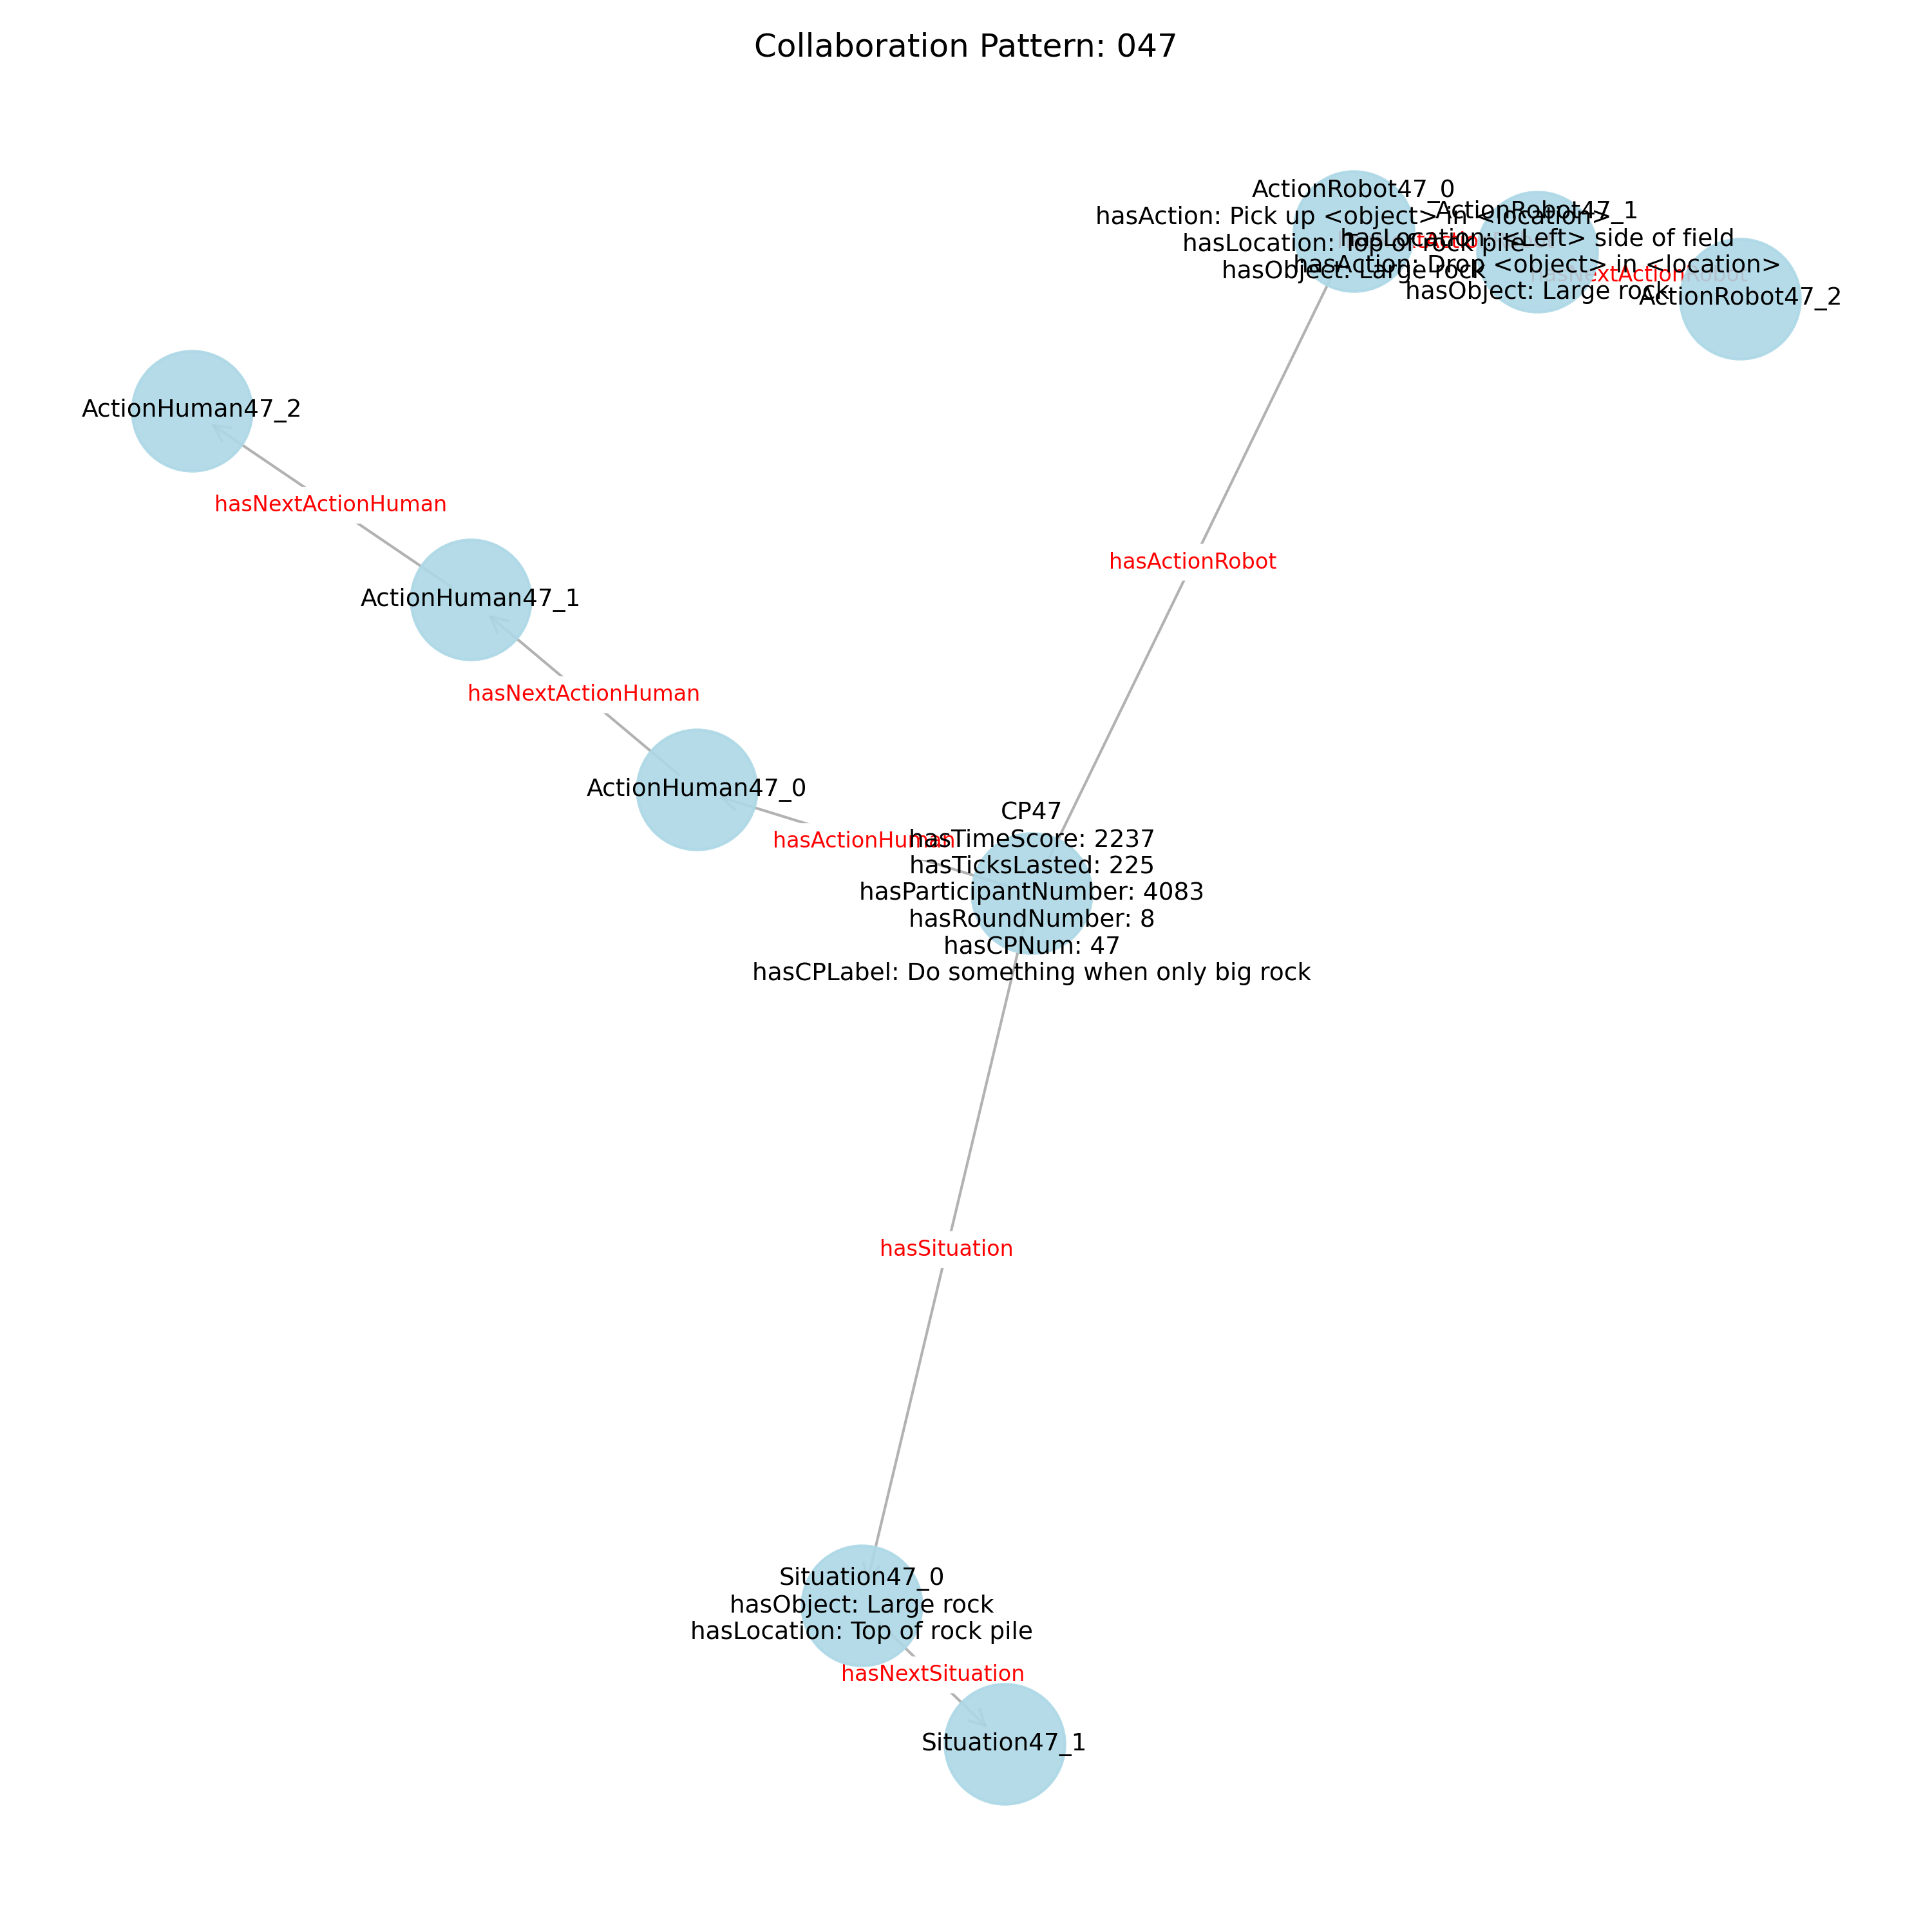 Collaboration Pattern: 047
ActionRobot47_0
hasAction: Pick up <object> in <location>
hasLocation: Top of rock pile
hasObject: Large rock
ActionRobot47_1
hasLocation: <Left> side of field
hasAction: Drop <object> in <location>
hasObject: Large rock
hasNextActionRobot
ActionRobot47_2
ActionHuman47_2
hasNextActionHuman
hasActionRobot
ActionHuman47_1
hasNextActionHuman
ActionHuman47_0
hasActionHuman
CP47
hasTimeScore: 2237
hasTicksLasted: 225
hasParticipantNumber: 4083
hasRoundNumber: 8
hasCPNum: 47
hasCPLabel: Do something when only big rock
hasSituation
Situation47_0
hasObject: Large rock
hasLocation: Top of rock pile
hasNextSituation
Situation47_1